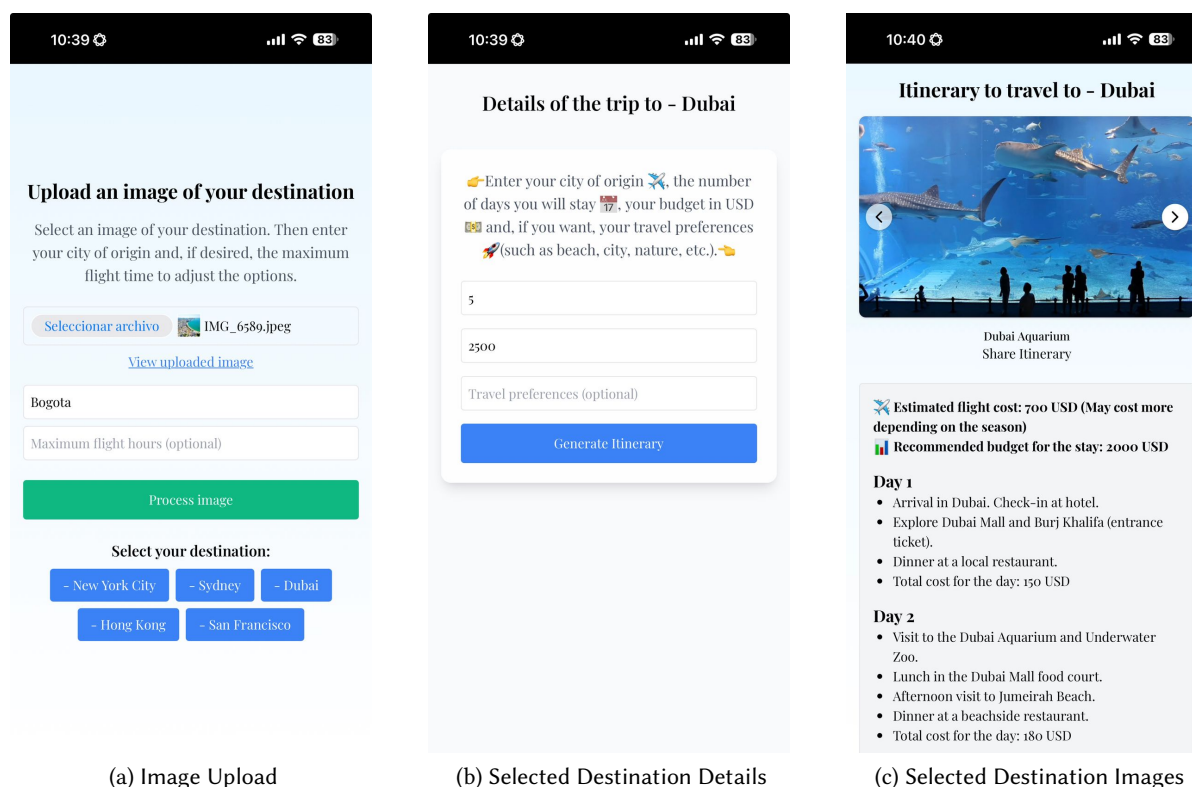 10:39
83
Upload an image of your destination
Select an image of your destination. Then enter
your city of origin and, if desired, the maximum
flight time to adjust the options.
Seleccionar archivo IMG_6589.jpeg
View uploaded image
Bogota
Maximum flight hours (optional)
Process image
Select your destination:
- New York City
- Sydney
- Dubai
- Hong Kong
- San Francisco
(a) Image Upload
10:39
83
Details of the trip to - Dubai
👉Enter your city of origin ✈️, the number
of days you will stay 📅, your budget in USD
💵 and, if you want, your travel preferences
🚀(such as beach, city, nature, etc.).👈
5
2500
Travel preferences (optional)
Generate Itinerary
(b) Selected Destination Details
10:40
83
Itinerary to travel to - Dubai
Dubai Aquarium
Share Itinerary
✈️ Estimated flight cost: 700 USD (May cost more
depending on the season)
📊 Recommended budget for the stay: 2000 USD
Day 1
• Arrival in Dubai. Check-in at hotel.
• Explore Dubai Mall and Burj Khalifa (entrance
ticket).
• Dinner at a local restaurant.
• Total cost for the day: 150 USD
Day 2
• Visit to the Dubai Aquarium and Underwater
Zoo.
• Lunch in the Dubai Mall food court.
• Afternoon visit to Jumeirah Beach.
• Dinner at a beachside restaurant.
• Total cost for the day: 180 USD
(c) Selected Destination Images